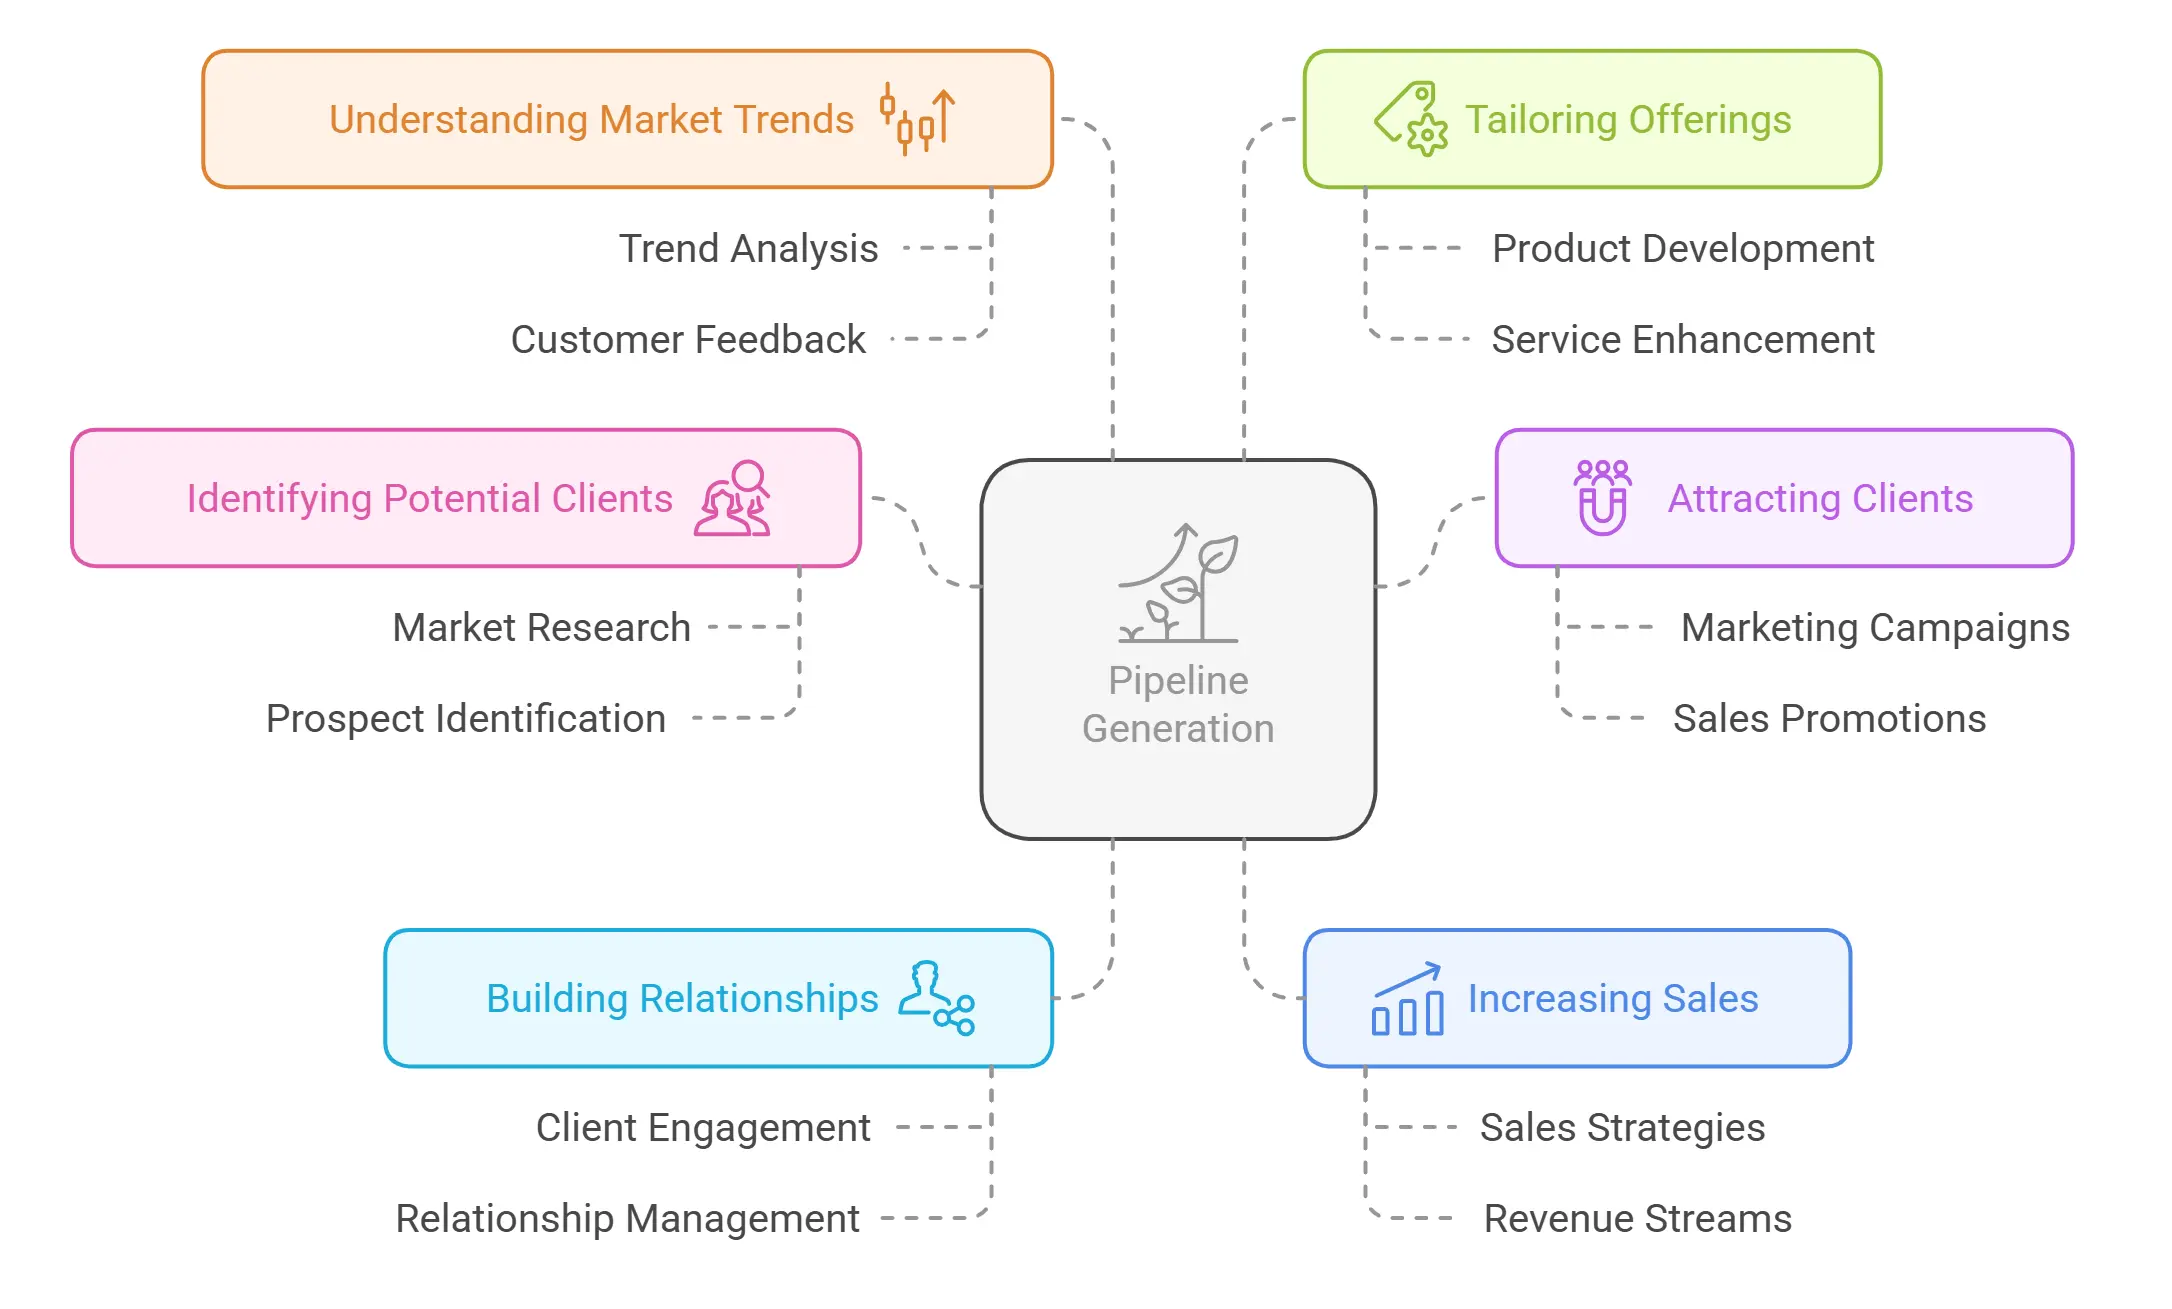 Understanding Market Trends
Trend Analysis
Customer Feedback
Identifying Potential Clients
Market Research
Prospect Identification
Building Relationships
Client Engagement
Relationship Management
Pipeline
Generation
Tailoring Offerings
Product Development
Service Enhancement
Attracting Clients
Marketing Campaigns
Sales Promotions
Increasing Sales
Sales Strategies
Revenue Streams